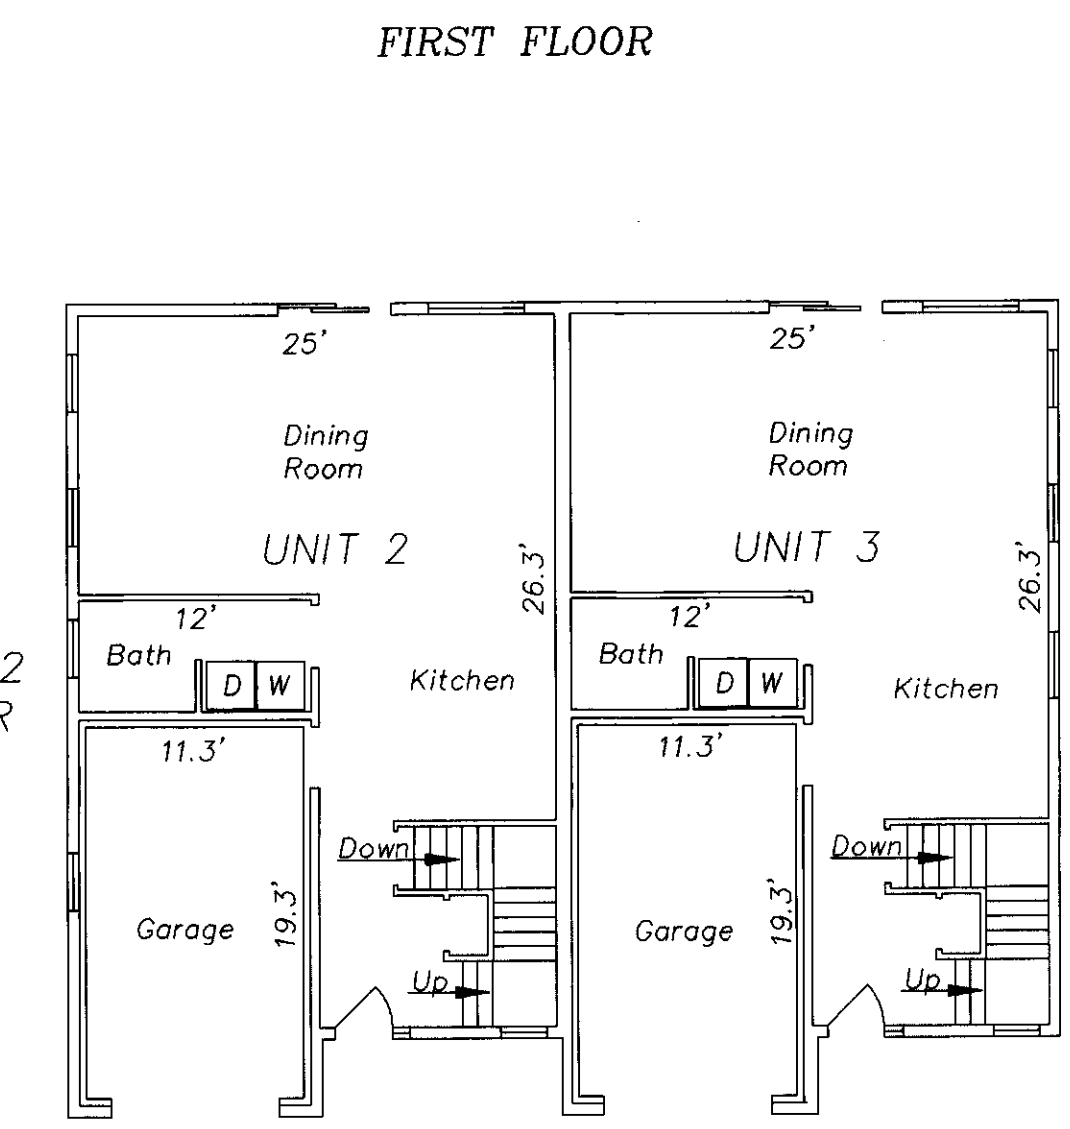 FIRST FLOOR
25'
Dining
Room
UNIT 2
26.3'
12'
Bath
D W
Kitchen
11.3'
Down
19.3'
Garage
Up
25'
Dining
Room
UNIT 3
26.3'
12'
Bath
D W
Kitchen
11.3'
Down
19.3'
Garage
Up
2
R